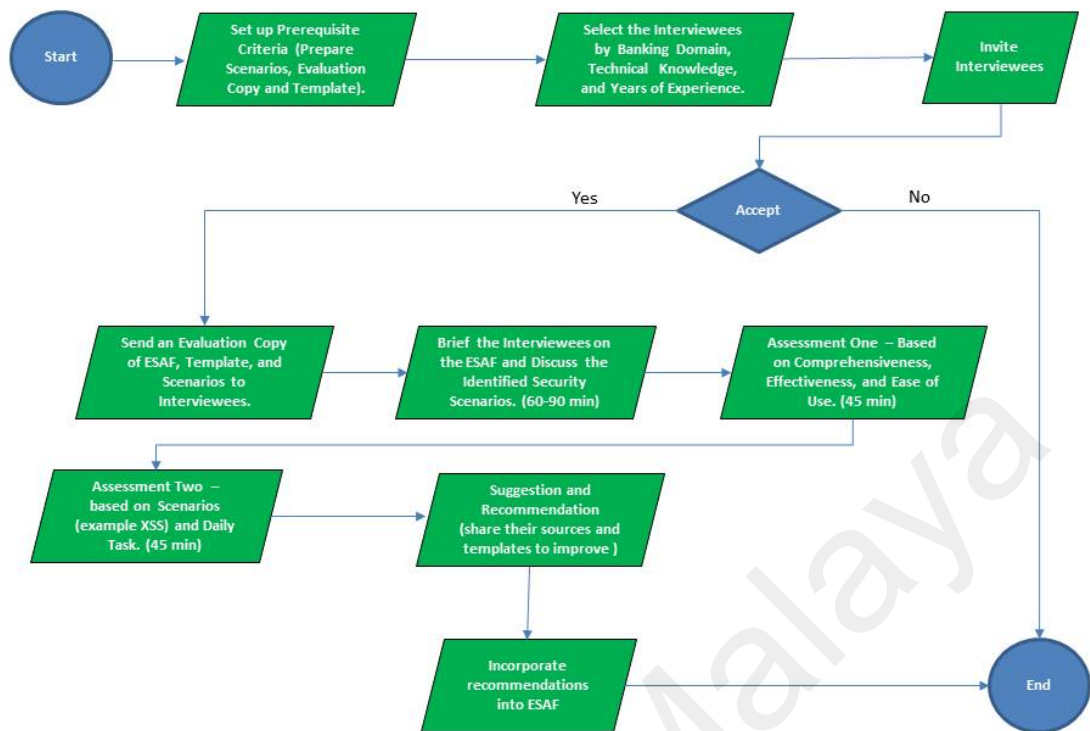 Start
Set up Prerequisite
Criteria (Prepare
Scenarios, Evaluation
Copy and Template).
Select the Interviewees
by Banking Domain,
Technical Knowledge,
and Years of Experience.
Invite
Interviewees
Accept
Yes
No
Send an Evaluation Copy
of ESAF, Template, and
Scenarios to
Interviewees.
Brief the Interviewees on
the ESAF and Discuss the
Identified Security
Scenarios. (60-90 min)
Assessment One – Based
on Comprehensiveness,
Effectiveness, and Ease of
Use. (45 min)
Assessment Two –
based on Scenarios
(example XSS) and Daily
Task. (45 min)
Suggestion and
Recommendation
(share their sources and
templates to improve )
Incorporate
recommendations
into ESAF
End
Malaya